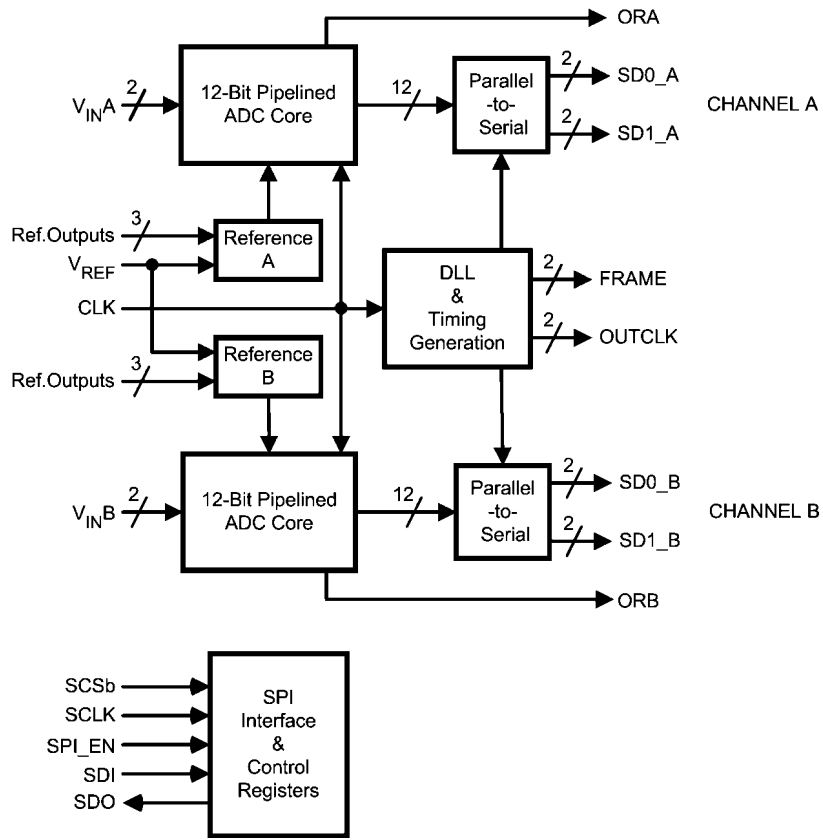 ORA
2
V_INA
12-Bit Pipelined
ADC Core
12
Parallel
-to-
Serial
2
SD0_A
2
SD1_A
CHANNEL A
Ref.Outputs
3
V_REF
Reference
A
CLK
DLL
&
Timing
Generation
2
FRAME
2
OUTCLK
Reference
B
Ref.Outputs
3
2
V_INB
12-Bit Pipelined
ADC Core
12
Parallel
-to-
Serial
2
SD0_B
2
SD1_B
CHANNEL B
ORB
SCSb
SCLK
SPI_EN
SDI
SDO
SPI
Interface
&
Control
Registers